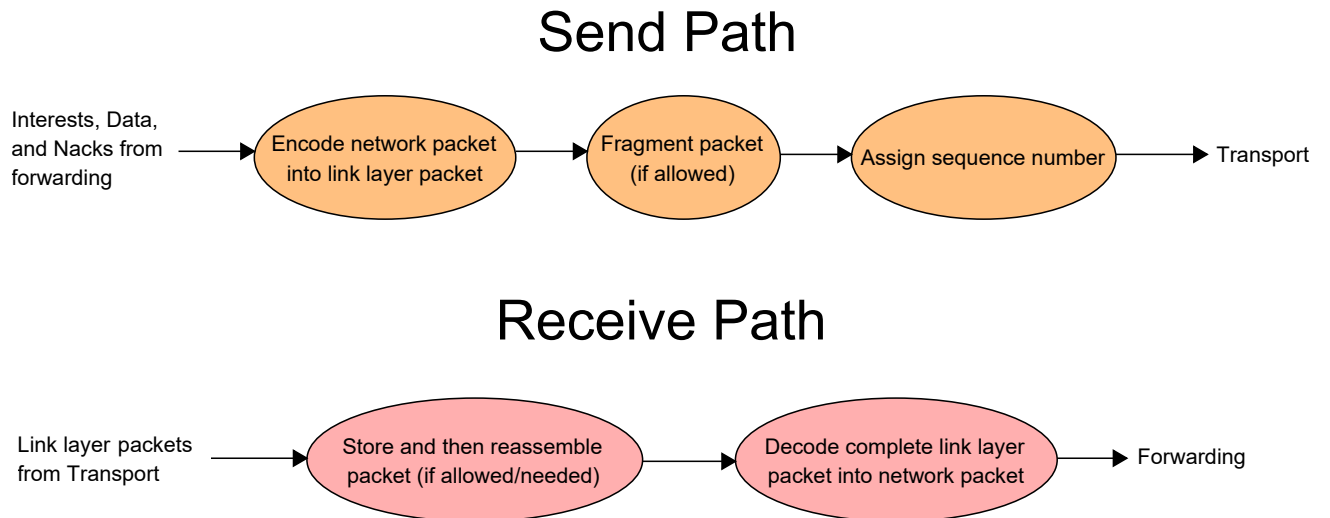 Send Path
Interests, Data,
and Nacks from
forwarding
Encode network packet
into link layer packet
Fragment packet
(if allowed)
Assign sequence number
Transport
Receive Path
Link layer packets
from Transport
Store and then reassemble
packet (if allowed/needed)
Decode complete link layer
packet into network packet
Forwarding